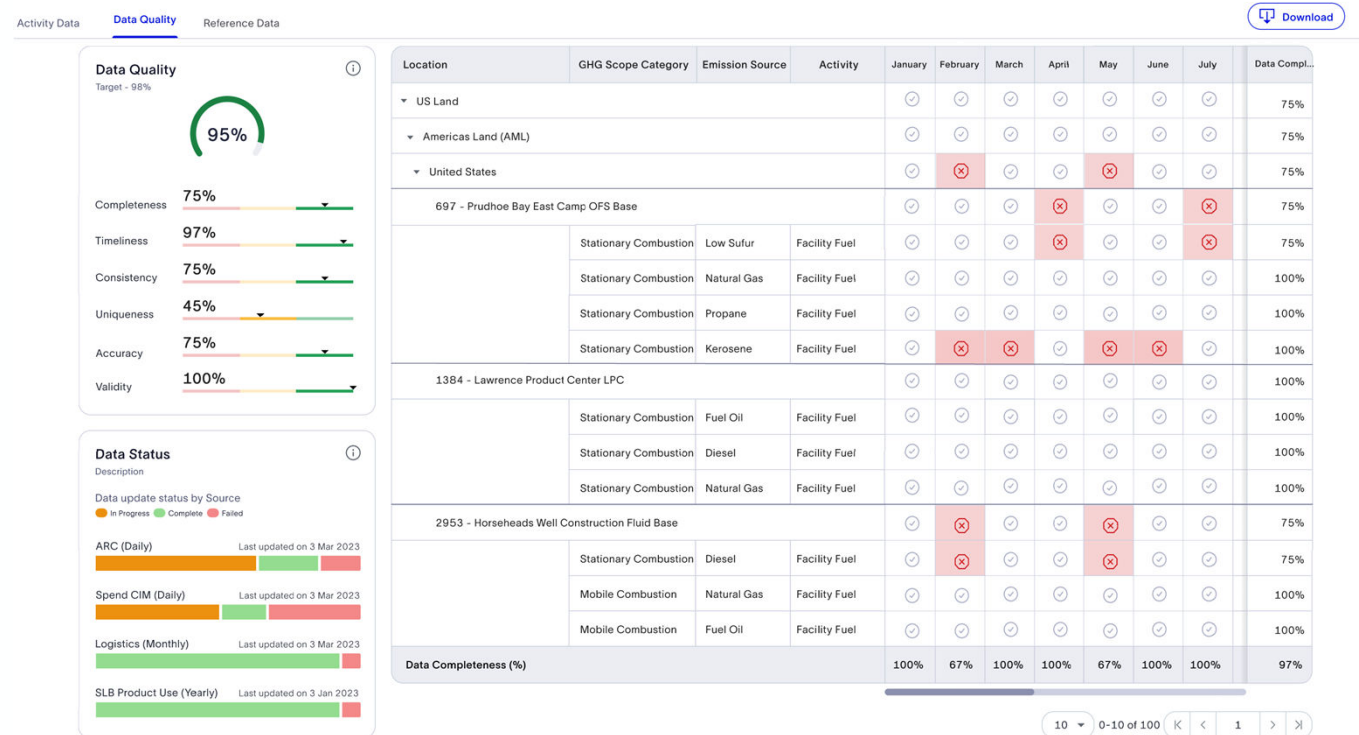 Activity Data
Data Quality
Reference Data
Download
Data Quality
Target - 98%
95%
Completeness 75%
Timeliness 97%
Consistency 75%
Uniqueness 45%
Accuracy 75%
Validity 100%
Data Status
Description
Data update status by Source
In Progress Complete Failed
ARC (Daily) Last updated on 3 Mar 2023
Spend CIM (Daily) Last updated on 3 Mar 2023
Logistics (Monthly) Last updated on 3 Mar 2023
SLB Product Use (Yearly) Last updated on 3 Jan 2023
Location GHG Scope Category Emission Source Activity January February March April May June July Data Compl...
US Land 75%
Americas Land (AML) 75%
United States 75%
697 - Prudhoe Bay East Camp OFS Base 75%
Stationary Combustion Low Sufur Facility Fuel 75%
Stationary Combustion Natural Gas Facility Fuel 100%
Stationary Combustion Propane Facility Fuel 100%
Stationary Combustion Kerosene Facility Fuel 100%
1384 - Lawrence Product Center LPC 100%
Stationary Combustion Fuel Oil Facility Fuel 100%
Stationary Combustion Diesel Facility Fuel 100%
Stationary Combustion Natural Gas Facility Fuel 100%
2953 - Horseheads Well Construction Fluid Base 75%
Stationary Combustion Diesel Facility Fuel 75%
Mobile Combustion Natural Gas Facility Fuel 100%
Mobile Combustion Fuel Oil Facility Fuel 100%
Data Completeness (%) 100% 67% 100% 100% 67% 100% 100% 97%
10 0-10 of 100 1